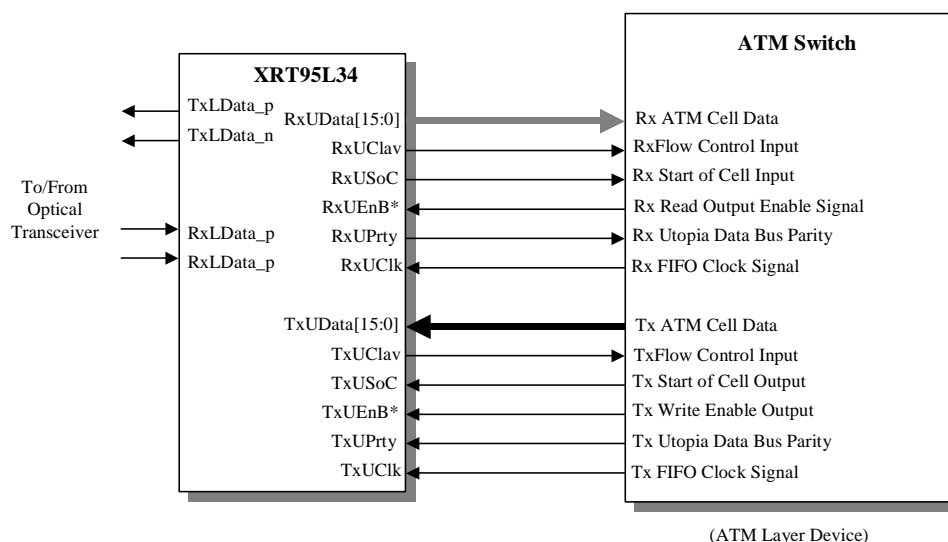 ATM Switch
XRT95L34
TxLData_p
TxLData_n
To/From
Optical
Transceiver
RxLData_p
RxLData_p
RxUData[15:0]
Rx ATM Cell Data
RxUClav
RxFlow Control Input
RxUSoC
Rx Start of Cell Input
RxUEnB*
Rx Read Output Enable Signal
RxUPrty
Rx Utopia Data Bus Parity
RxUClk
Rx FIFO Clock Signal
TxUData[15:0]
Tx ATM Cell Data
TxUClav
TxFlow Control Input
TxUSoC
Tx Start of Cell Output
TxUEnB*
Tx Write Enable Output
TxUPrty
Tx Utopia Data Bus Parity
TxUClk
Tx FIFO Clock Signal
(ATM Layer Device)